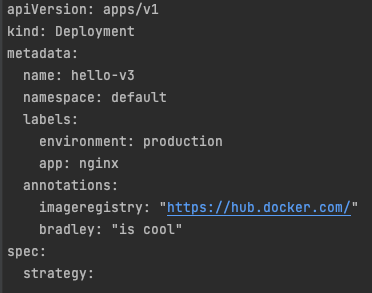 apiVersion: apps/v1
kind: Deployment
metadata:
  name: hello-v3
  namespace: default
  labels:
    environment: production
    app: nginx
  annotations:
    imageregistry: "https://hub.docker.com/"
    bradley: "is cool"
spec:
  strategy: